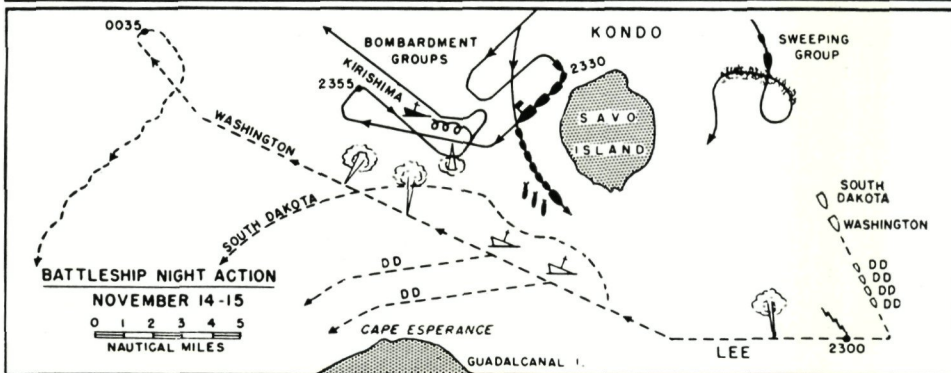 0035
BOMBARDMENT
GROUPS
KIRISHIMA
2355
KONDO
2330
SWEEPING
GROUP
WASHINGTON
SAVO
ISLAND
SOUTH DAKOTA
SOUTH
DAKOTA
WASHINGTON
DD
DD
DD
DD
DD
DD
BATTLESHIP NIGHT ACTION
NOVEMBER 14-15
0 1 2 3 4 5
NAUTICAL MILES
CAPE ESPERANCE
GUADALCANAL I.
LEE
2300